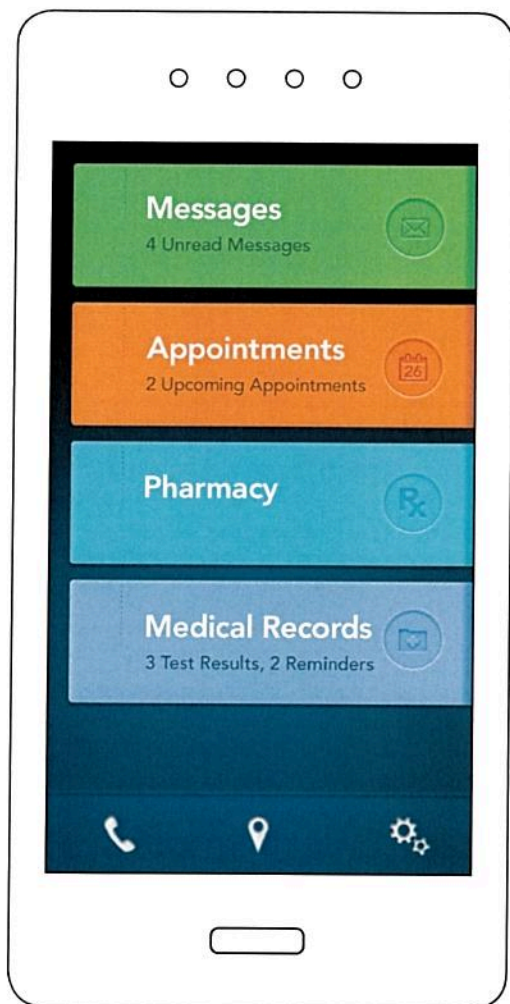 Messages
4 Unread Messages
Appointments
2 Upcoming Appointments
26
Pharmacy
Rx
Medical Records
3 Test Results, 2 Reminders